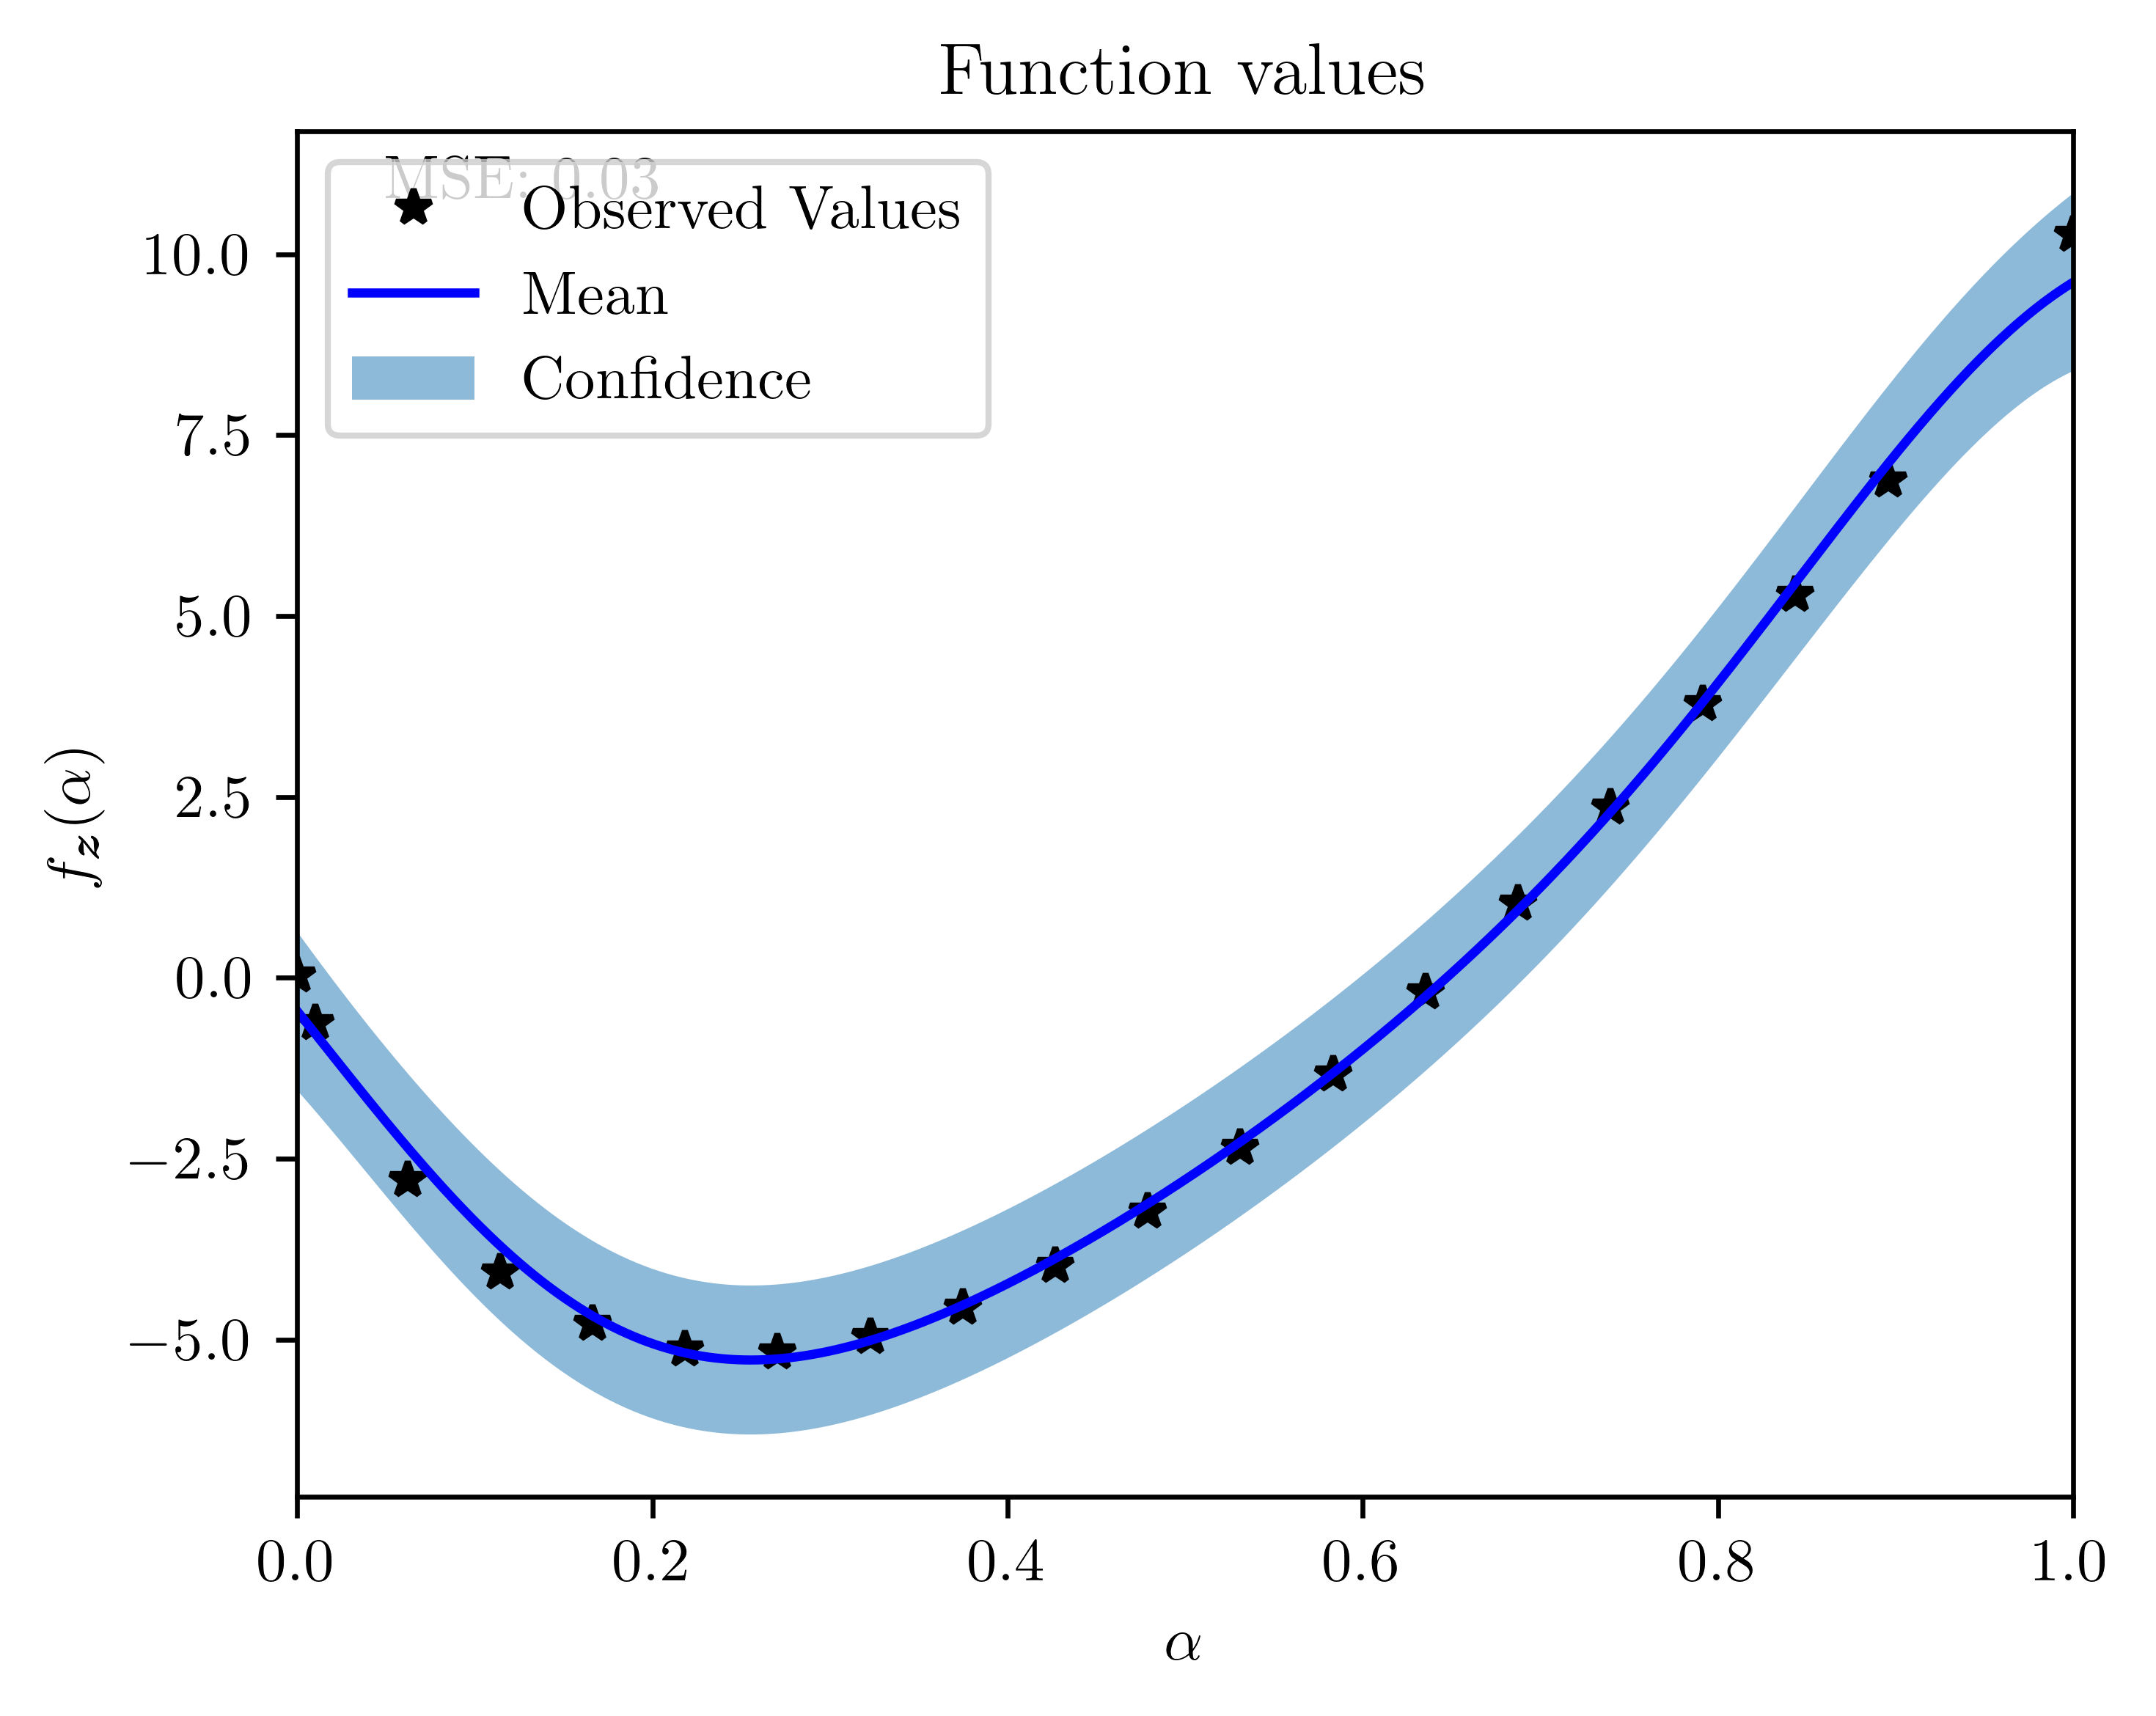 Function values
MSE: 0.03
Observed Values
Mean
Confidence
10.0
7.5
5.0
2.5
0.0
−2.5
−5.0
f_z(α)
0.0 0.2 0.4 0.6 0.8 1.0
α